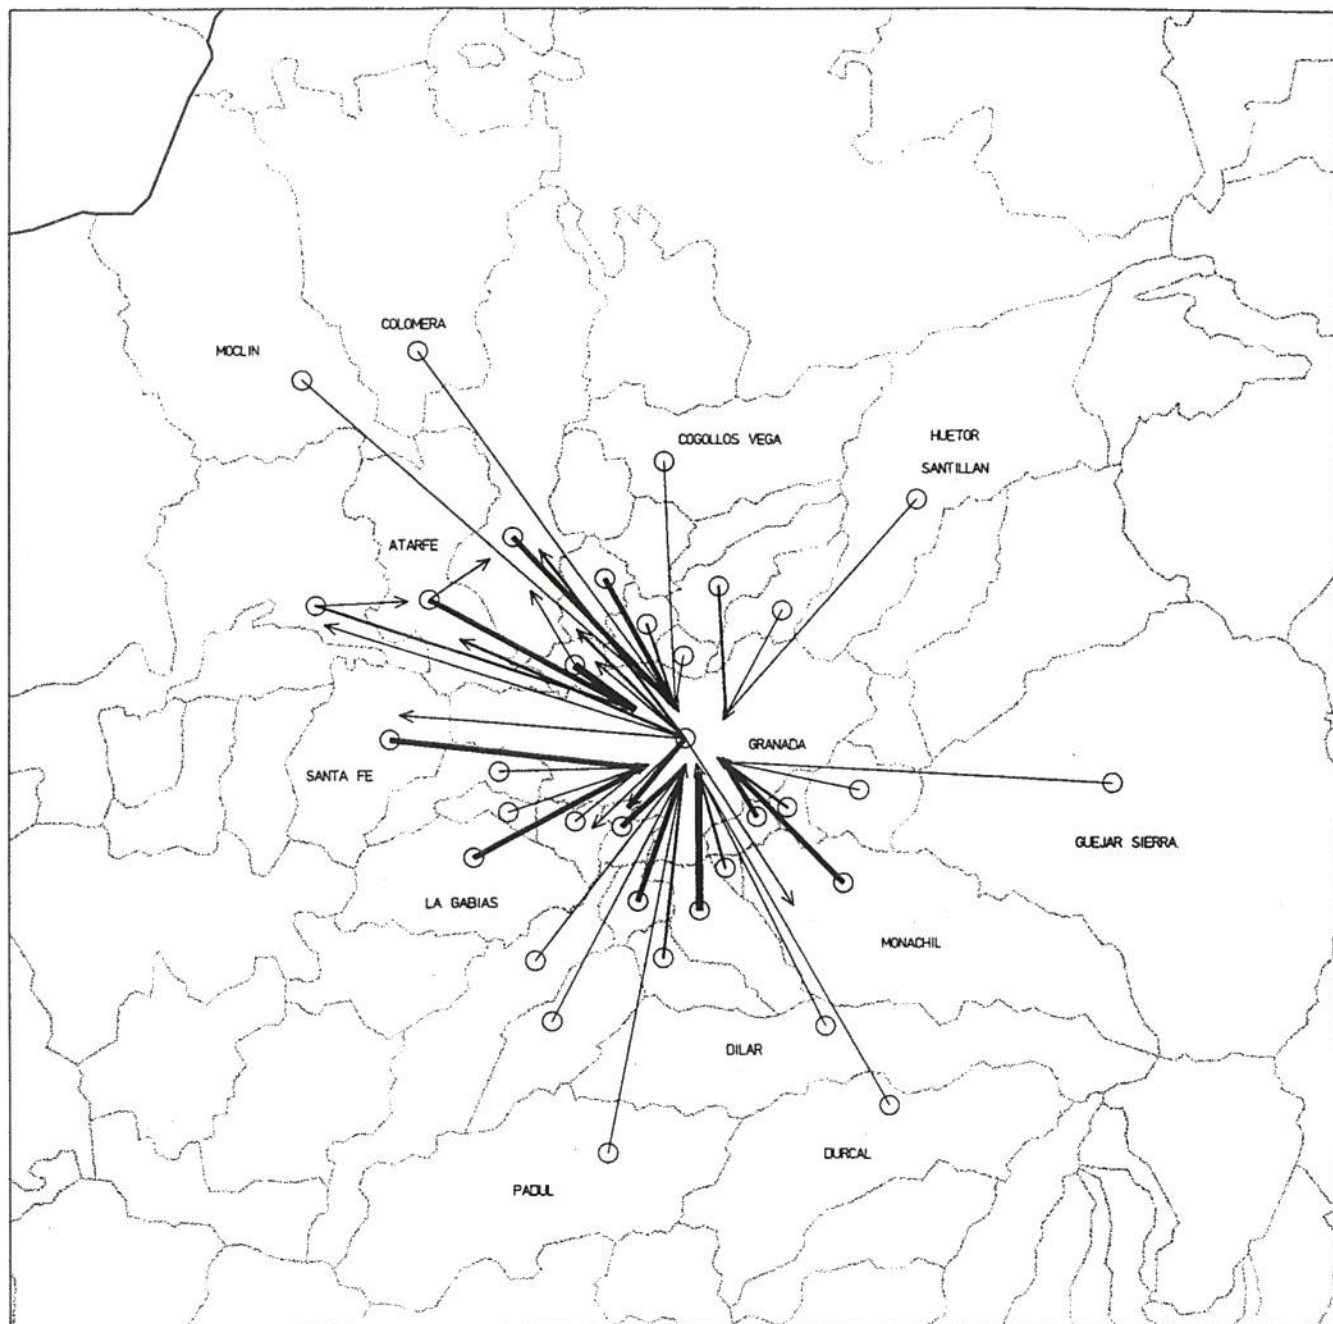 COLOMERA
MOCLIN
COGOLLOS VEGA
HUETOR
SANTILLAN
ATARFE
GRANADA
SANTA FE
GUEJAR SIERRA.
LA GABIAS
MONACHIL
DILAR
DURCAL
PADUL